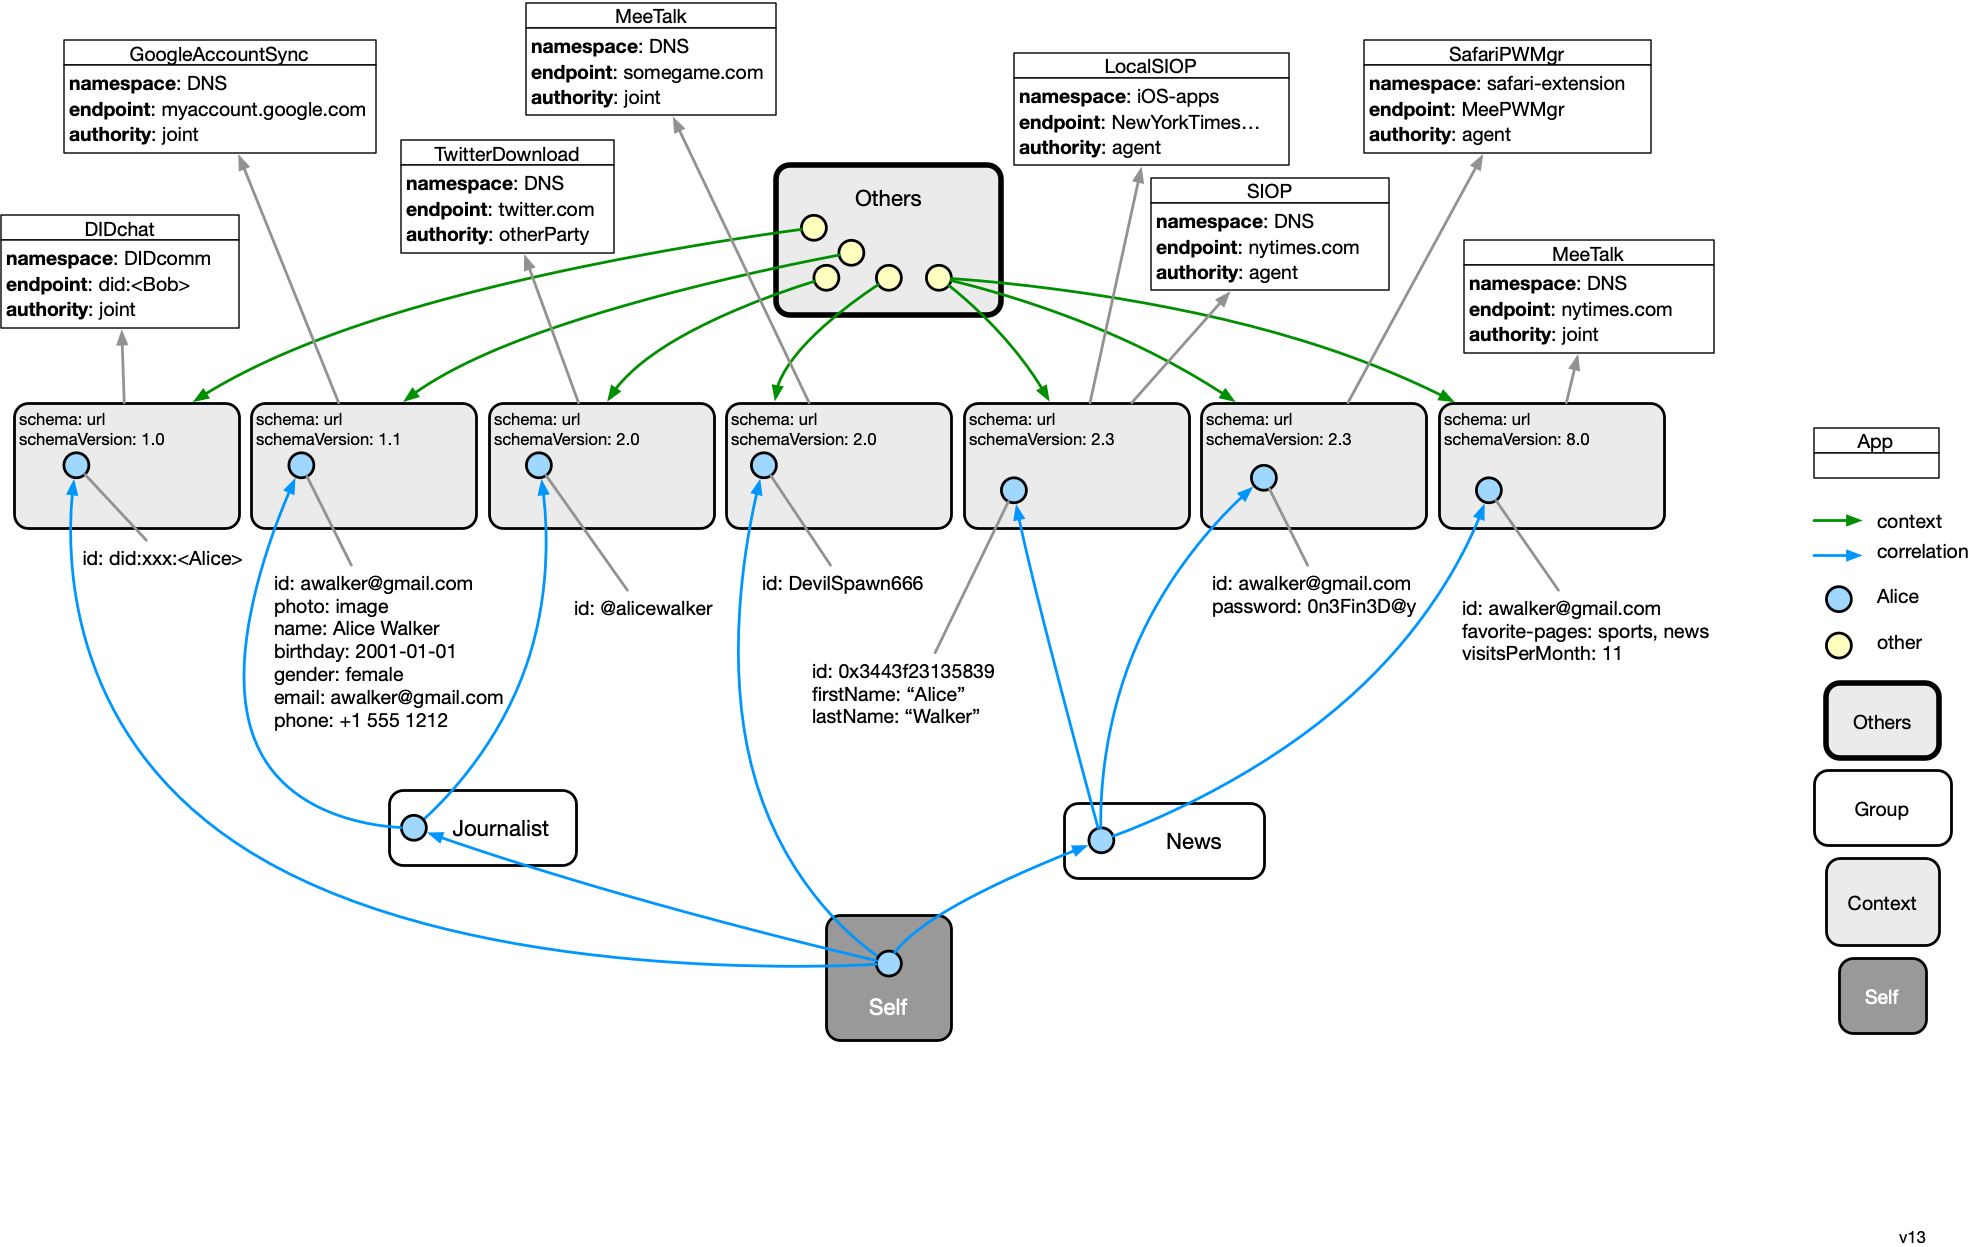 MeeTalk
namespace: DNS
endpoint: somegame.com
authority: joint
GoogleAccountSync
namespace: DNS
endpoint: myaccount.google.com
authority: joint
LocalSIOP
namespace: iOS-apps
endpoint: NewYorkTimes…
authority: agent
SafariPWMgr
namespace: safari-extension
endpoint: MeePWMgr
authority: agent
TwitterDownload
namespace: DNS
endpoint: twitter.com
authority: otherParty
Others
SIOP
namespace: DNS
endpoint: nytimes.com
authority: agent
DIDchat
namespace: DIDcomm
endpoint: did:<Bob>
authority: joint
MeeTalk
namespace: DNS
endpoint: nytimes.com
authority: joint
schema: url
schemaVersion: 1.0
schema: url
schemaVersion: 1.1
schema: url
schemaVersion: 2.0
schema: url
schemaVersion: 2.0
schema: url
schemaVersion: 2.3
schema: url
schemaVersion: 2.3
schema: url
schemaVersion: 8.0
id: did:xxx:<Alice>
id: awalker@gmail.com
photo: image
name: Alice Walker
birthday: 2001-01-01
gender: female
email: awalker@gmail.com
phone: +1 555 1212
id: @alicewalker
id: DevilSpawn666
id: 0x3443f23135839
firstName: “Alice”
lastName: “Walker”
id: awalker@gmail.com
password: 0n3Fin3D@y
id: awalker@gmail.com
favorite-pages: sports, news
visitsPerMonth: 11
Journalist
News
Self
App
context
correlation
Alice
other
Others
Group
Context
Self
v13